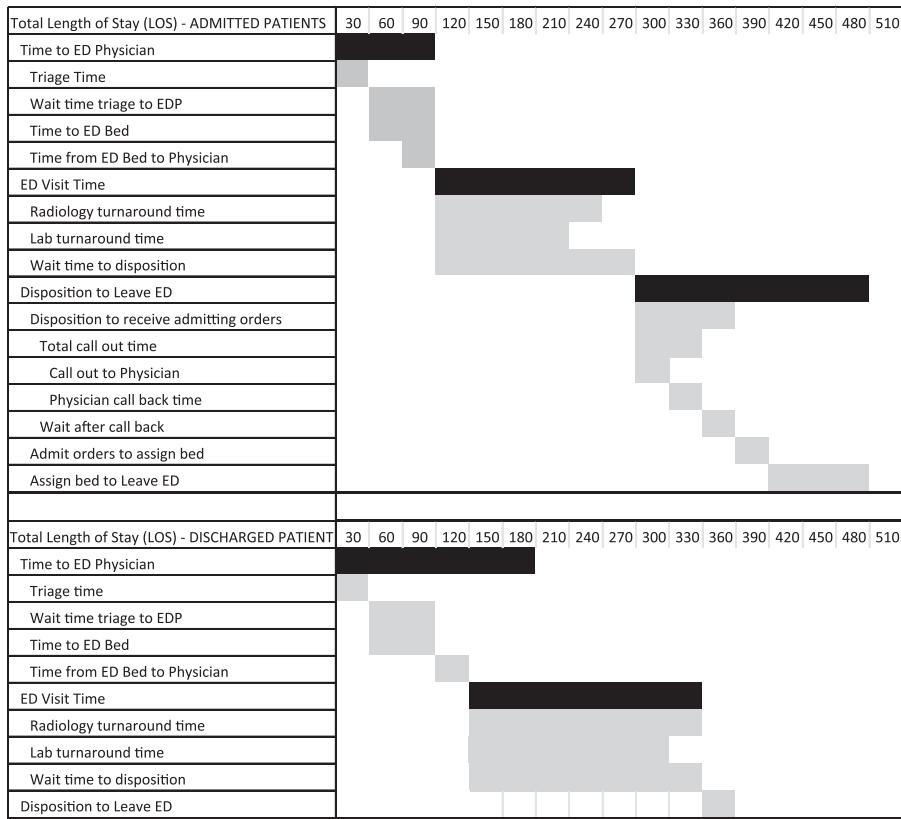 Total Length of Stay (LOS) - ADMITTED PATIENTS 30 60 90 120 150 180 210 240 270 300 330 360 390 420 450 480 510
Time to ED Physician
Triage Time
Wait time triage to EDP
Time to ED Bed
Time from ED Bed to Physician
ED Visit Time
Radiology turnaround time
Lab turnaround time
Wait time to disposition
Disposition to Leave ED
Disposition to receive admitting orders
Total call out time
Call out to Physician
Physician call back time
Wait after call back
Admit orders to assign bed
Assign bed to Leave ED
Total Length of Stay (LOS) - DISCHARGED PATIENT 30 60 90 120 150 180 210 240 270 300 330 360 390 420 450 480 510
Time to ED Physician
Triage time
Wait time triage to EDP
Time to ED Bed
Time from ED Bed to Physician
ED Visit Time
Radiology turnaround time
Lab turnaround time
Wait time to disposition
Disposition to Leave ED